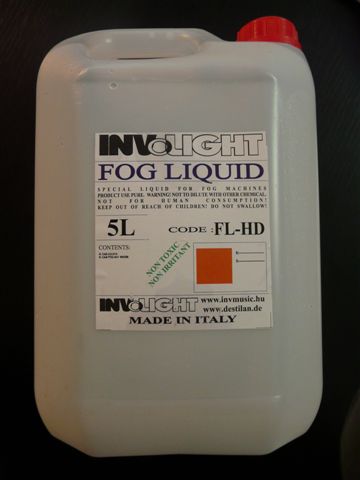 INVOLIGHT
FOG LIQUID
SPECIAL LIQUID FOR FOG MACHINES
PRODUCT USE PURE. WARNING! NOT TO DILUTE WITH OTHER CHEMICAL.
NOT FOR HUMAN CONSUMPTION!
KEEP OUT OF REACH OF CHILDREN! DO NOT SWALLOW!
5L CODE : FL-HD
CONTENTS:
NON TOXIC
NON IRRITANT
INVOLIGHT
www.invmusic.hu
www.destilan.de
MADE IN ITALY